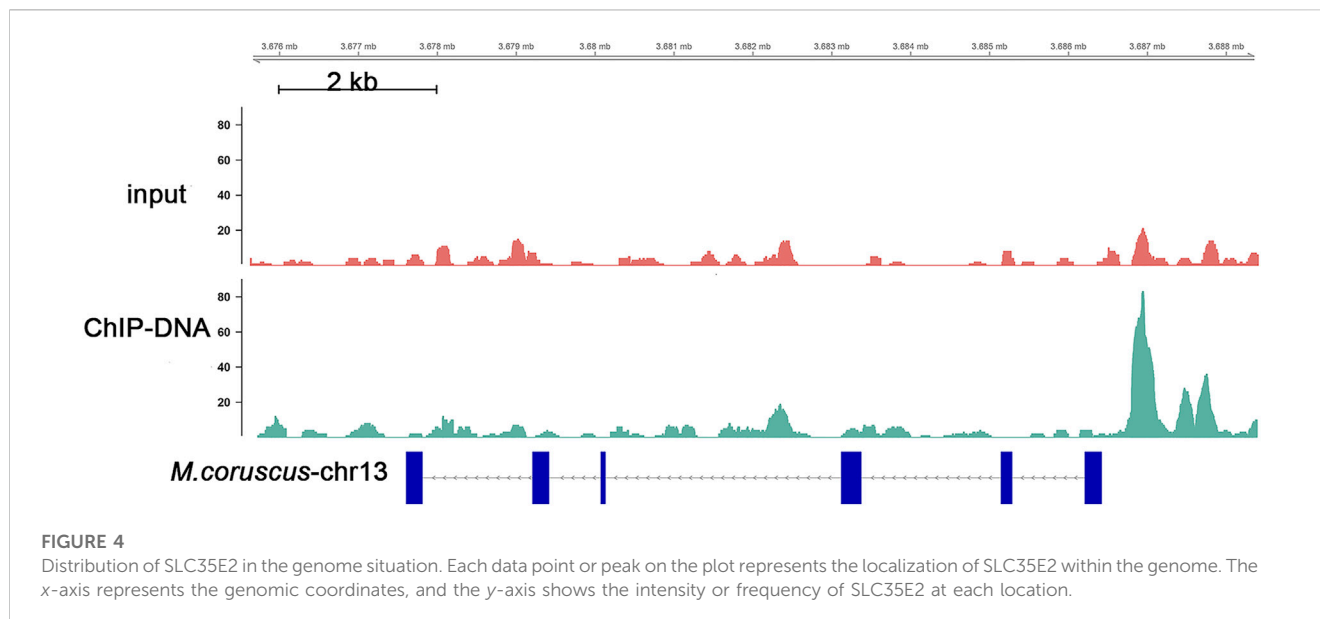 3.676 mb 3.677 mb 3.678 mb 3.679 mb 3.68 mb 3.681 mb 3.682 mb 3.683 mb 3.684 mb 3.685 mb 3.686 mb 3.687 mb 3.688 mb
2 kb
80
60
input
40
20
80
ChIP-DNA
60
40
20
M.coruscus-chr13
FIGURE 4
Distribution of SLC35E2 in the genome situation. Each data point or peak on the plot represents the localization of SLC35E2 within the genome. The
x-axis represents the genomic coordinates, and the y-axis shows the intensity or frequency of SLC35E2 at each location.